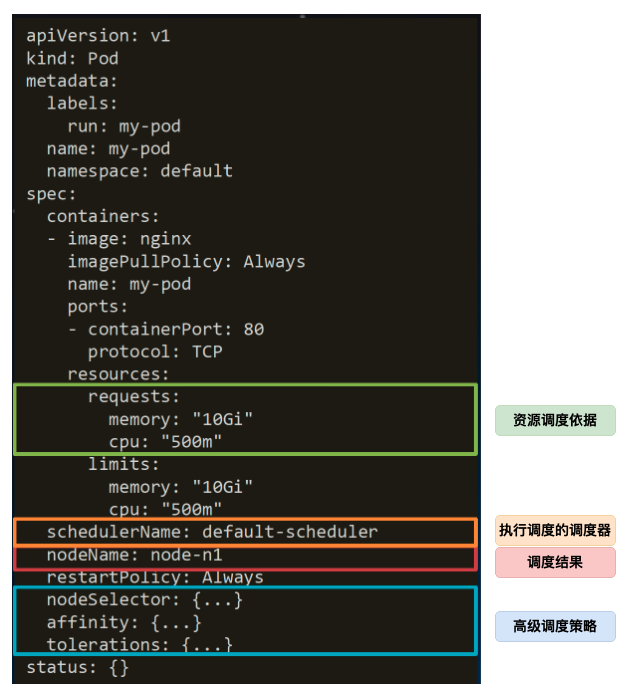 apiVersion: v1
kind: Pod
metadata:
  labels:
    run: my-pod
  name: my-pod
  namespace: default
spec:
  containers:
  - image: nginx
    imagePullPolicy: Always
    name: my-pod
    ports:
    - containerPort: 80
      protocol: TCP
    resources:
      requests:
        memory: "10Gi"
        cpu: "500m"
      limits:
        memory: "10Gi"
        cpu: "500m"
  schedulerName: default-scheduler
  nodeName: node-n1
  restartPolicy: Always
  nodeSelector: {...}
  affinity: {...}
  tolerations: {...}
status: {}
资源调度依据
执行调度的调度器
调度结果
高级调度策略